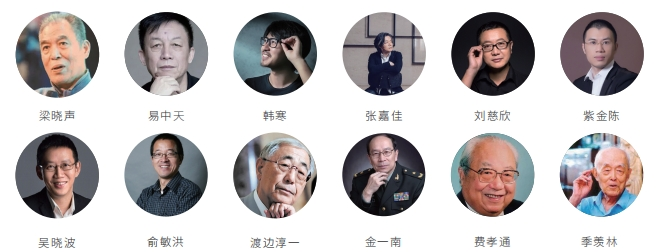 梁晓声 易中天 韩寒 张嘉佳 刘慈欣 紫金陈
吴晓波 俞敏洪 渡边淳一 金一南 费孝通 季羡林